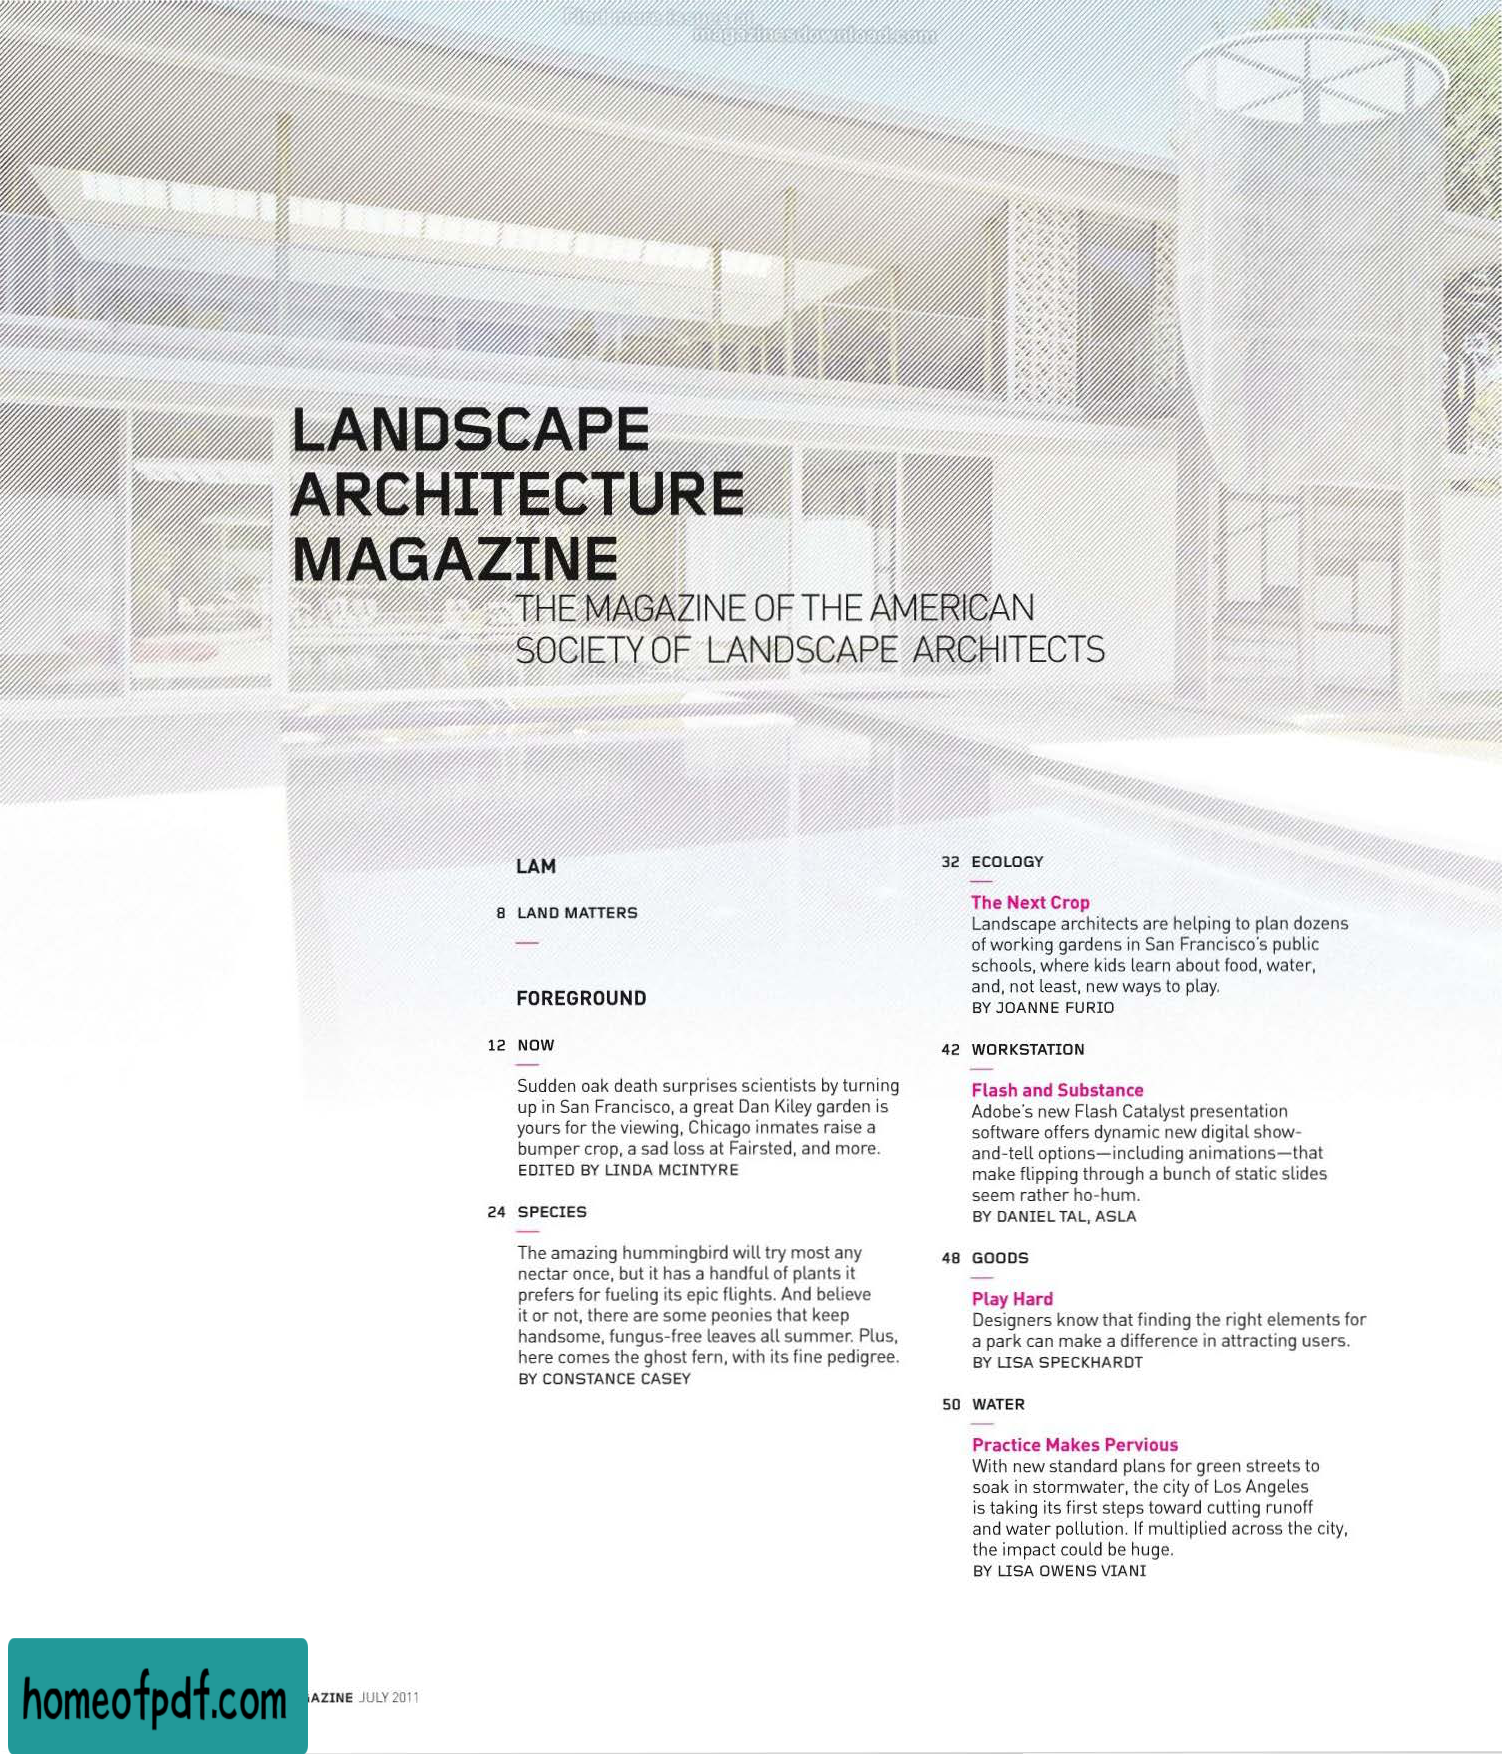 Find more issues at
magazinesdownload.com
LANDSCAPE
ARCHITECTURE
MAGAZINE
THE MAGAZINE OF THE AMERICAN
SOCIETY OF LANDSCAPE ARCHITECTS
LAM
8 LAND MATTERS
FOREGROUND
12 NOW
Sudden oak death surprises scientists by turning
up in San Francisco, a great Dan Kiley garden is
yours for the viewing, Chicago inmates raise a
bumper crop, a sad loss at Fairsted, and more.
EDITED BY LINDA MCINTYRE
24 SPECIES
The amazing hummingbird will try most any
nectar once, but it has a handful of plants it
prefers for fueling its epic flights. And believe
it or not, there are some peonies that keep
handsome, fungus-free leaves all summer. Plus,
here comes the ghost fern, with its fine pedigree.
BY CONSTANCE CASEY
32 ECOLOGY
The Next Crop
Landscape architects are helping to plan dozens
of working gardens in San Francisco's public
schools, where kids learn about food, water,
and, not least, new ways to play.
BY JOANNE FURIO
42 WORKSTATION
Flash and Substance
Adobe's new Flash Catalyst presentation
software offers dynamic new digital show-
and-tell options—including animations—that
make flipping through a bunch of static slides
seem rather ho-hum.
BY DANIEL TAL, ASLA
48 GOODS
Play Hard
Designers know that finding the right elements for
a park can make a difference in attracting users.
BY LISA SPECKHARDT
50 WATER
Practice Makes Pervious
With new standard plans for green streets to
soak in stormwater, the city of Los Angeles
is taking its first steps toward cutting runoff
and water pollution. If multiplied across the city,
the impact could be huge.
BY LISA OWENS VIANI
homeofpdf.com
AZINE JULY 2011